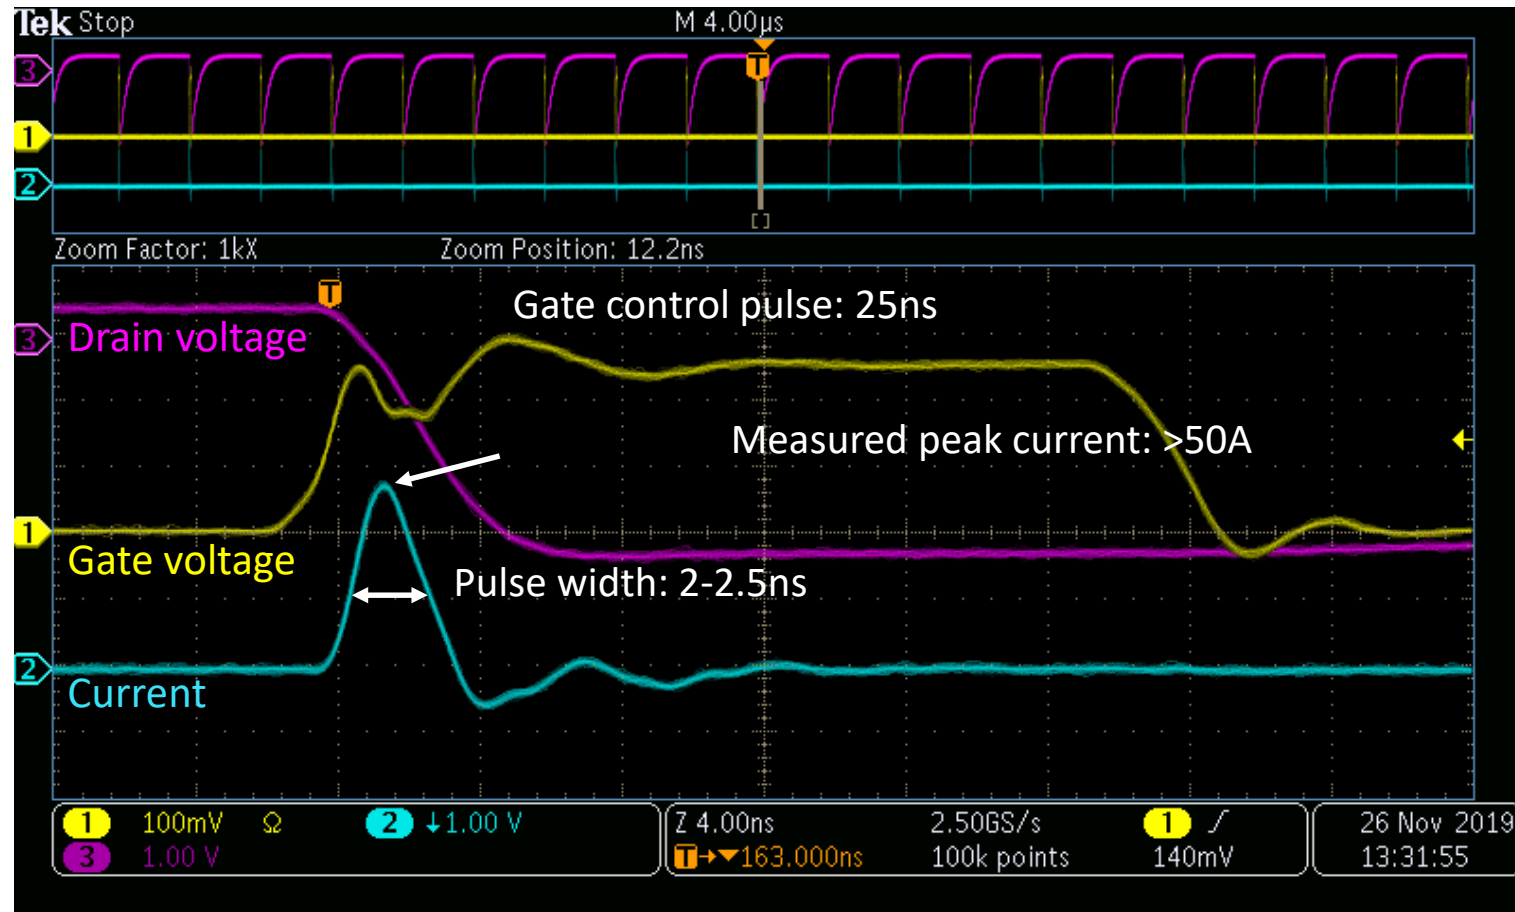 Tek Stop M 4.00µs
3
T
1
2
[]
Zoom Factor: 1kX Zoom Position: 12.2ns
T
Gate control pulse: 25ns
3 Drain voltage
Measured peak current: >50A
1
Gate voltage
Pulse width: 2-2.5ns
2
Current
1 100mV Ω 2 ↓1.00 V Z 4.00ns 2.50GS/s 1 ∫ 26 Nov 2019
3 1.00 V T→▼163.000ns 100k points 140mV 13:31:55